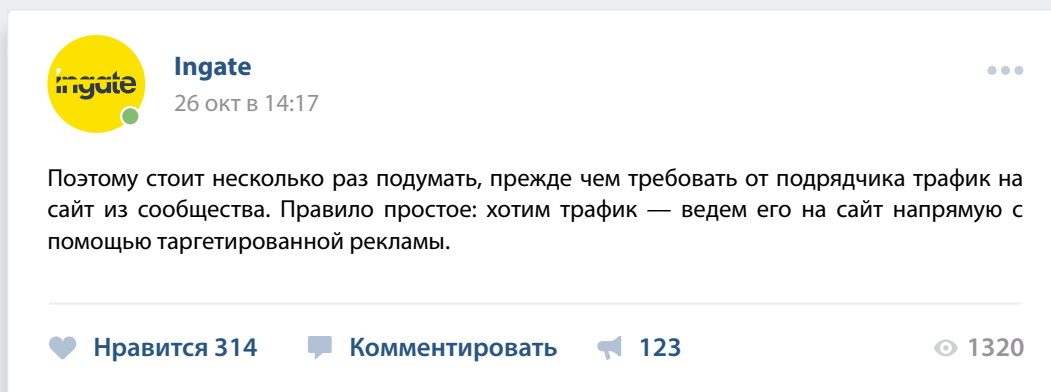 ingate
Ingate
26 окт в 14:17
Поэтому стоит несколько раз подумать, прежде чем требовать от подрядчика трафик на
сайт из сообщества. Правило простое: хотим трафик — ведем его на сайт напрямую с
помощью таргетированной рекламы.
Нравится 314 Комментировать 123 1320